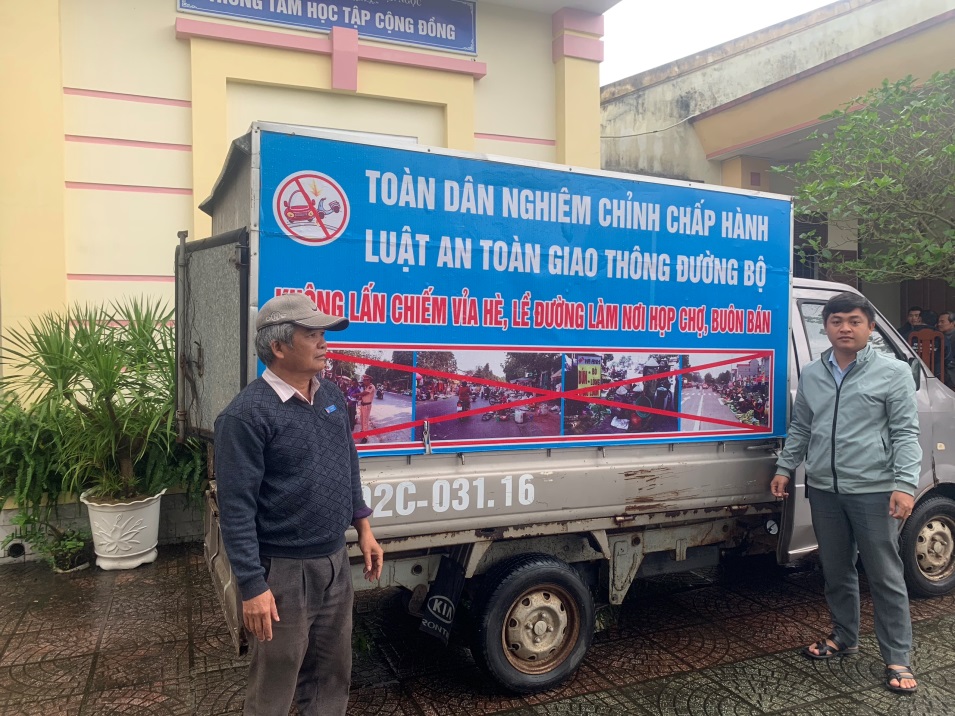 TRUNG TÂM HỌC TẬP CỘNG ĐỒNG
TOÀN DÂN NGHIÊM CHỈNH CHẤP HÀNH
LUẬT AN TOÀN GIAO THÔNG ĐƯỜNG BỘ
KHÔNG LẤN CHIẾM VỈA HÈ, LỀ ĐƯỜNG LÀM NƠI HỌP CHỢ, BUÔN BÁN
92C-031.16
KIA